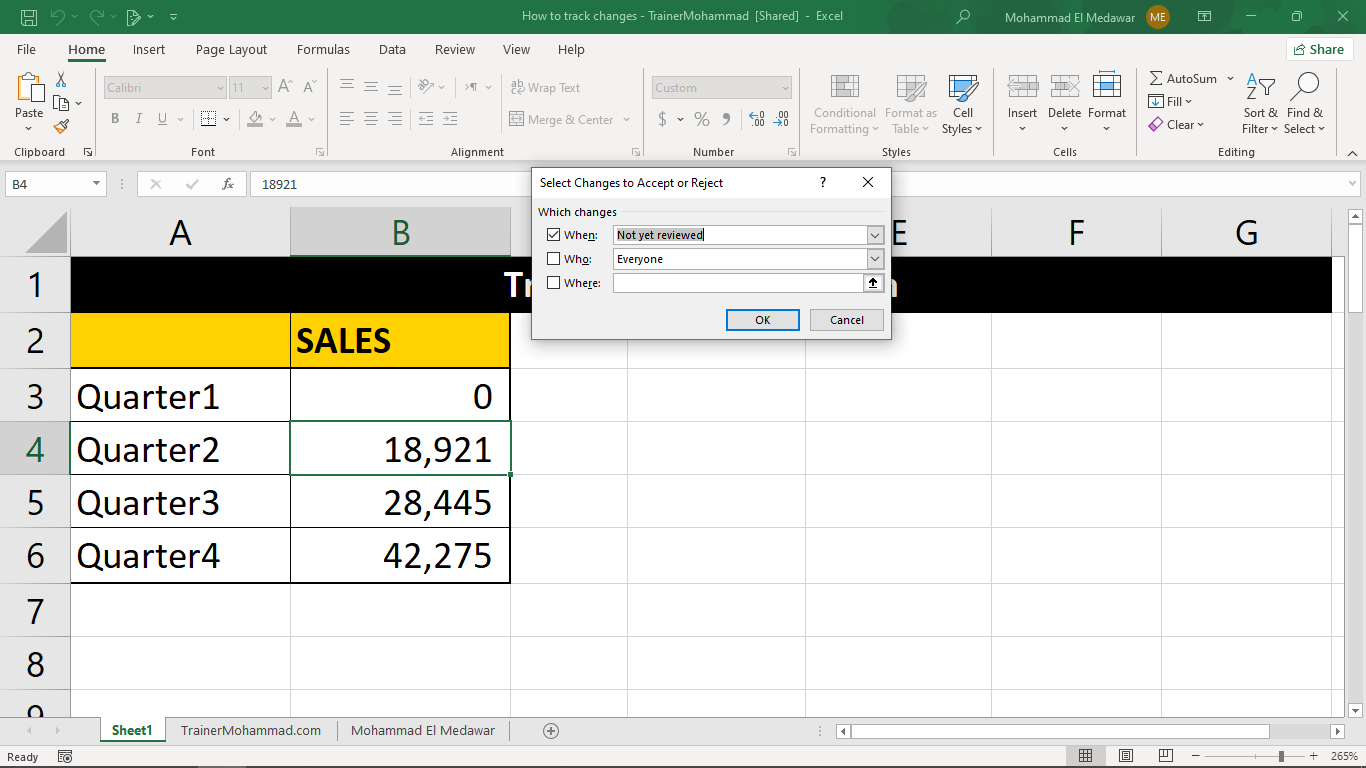 How to track changes - TrainerMohammad [Shared] - Excel
Mohammad El Medawar ME
File Home Insert Page Layout Formulas Data Review View Help Share
Paste
Calibri 11
B I U
A A
Wrap Text
Merge & Center
Custom
$ % 9
Conditional Formatting
Format as Table
Cell Styles
Insert Delete Format
AutoSum
Fill
Clear
Sort & Filter
Find & Select
Clipboard Font Alignment Number Styles Cells Editing
B4 fx 18921
Select Changes to Accept or Reject ?
Which changes
When: Not yet reviewed
Who: Everyone
Where:
OK Cancel
A B E F G
1
2 SALES
3 Quarter1 0
4 Quarter2 18,921
5 Quarter3 28,445
6 Quarter4 42,275
7
8
9
Sheet1 TrainerMohammad.com Mohammad El Medawar
Ready 265%